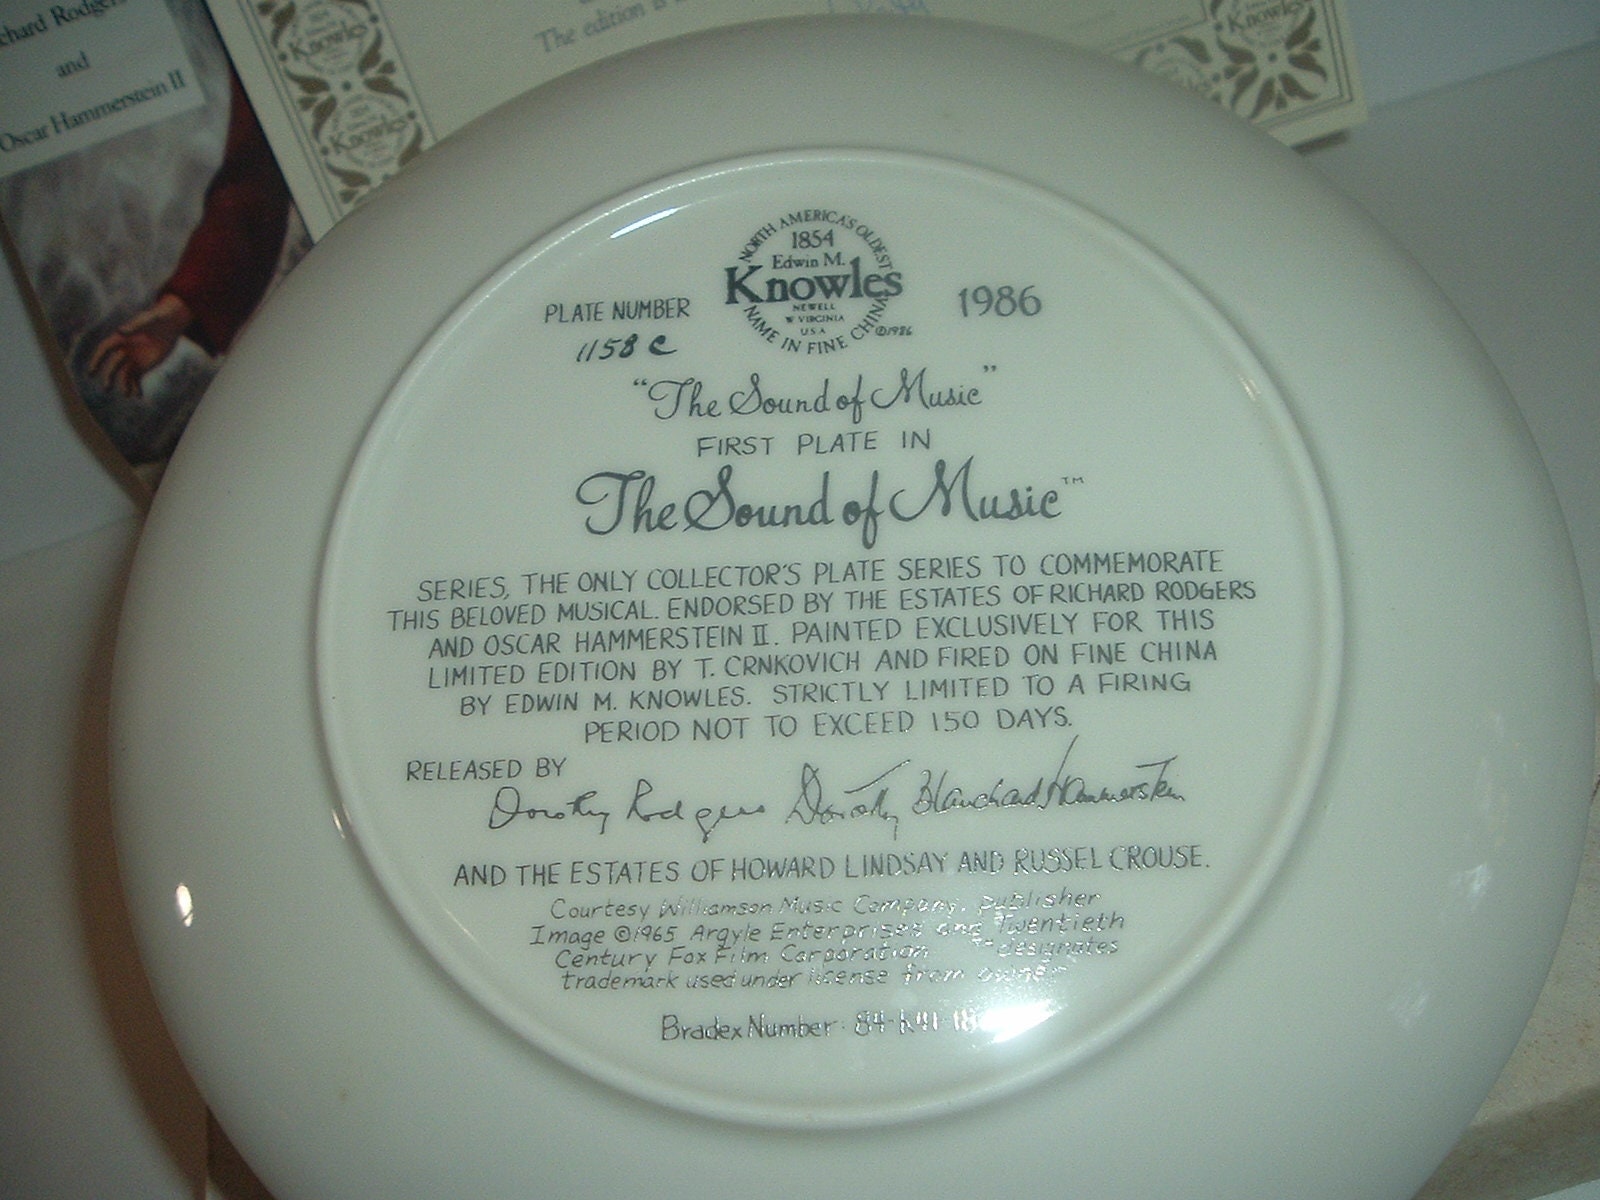 Richard Rodgers
and
Oscar Hammerstein II
Knowles
Knowles
The edition is
Knowles
NORTH AMERICA'S OLDEST
1854
Edwin M.
Knowles
NEWELL
W VIRGINIA
U.S.A
NAME IN FINE CHINA
©1986
PLATE NUMBER
1158 C
1986
"The Sound of Music"
FIRST PLATE IN
The Sound of Music™
SERIES, THE ONLY COLLECTOR'S PLATE SERIES TO COMMEMORATE
THIS BELOVED MUSICAL. ENDORSED BY THE ESTATES OF RICHARD RODGERS
AND OSCAR HAMMERSTEIN II. PAINTED EXCLUSIVELY FOR THIS
LIMITED EDITION BY T. CRNKOVICH AND FIRED ON FINE CHINA
BY EDWIN M. KNOWLES. STRICTLY LIMITED TO A FIRING
PERIOD NOT TO EXCEED 150 DAYS.
RELEASED BY
Dorothy Rodgers Dorothy Blanchard Hammerstein
AND THE ESTATES OF HOWARD LINDSAY AND RUSSEL CROUSE.
Courtesy Williamson Music Company, publisher
Image ©1965 Argyle Enterprises and Twentieth
Century Fox Film Corporation ™designates
trademark used under license from owner
Bradex Number: 84-K41-18